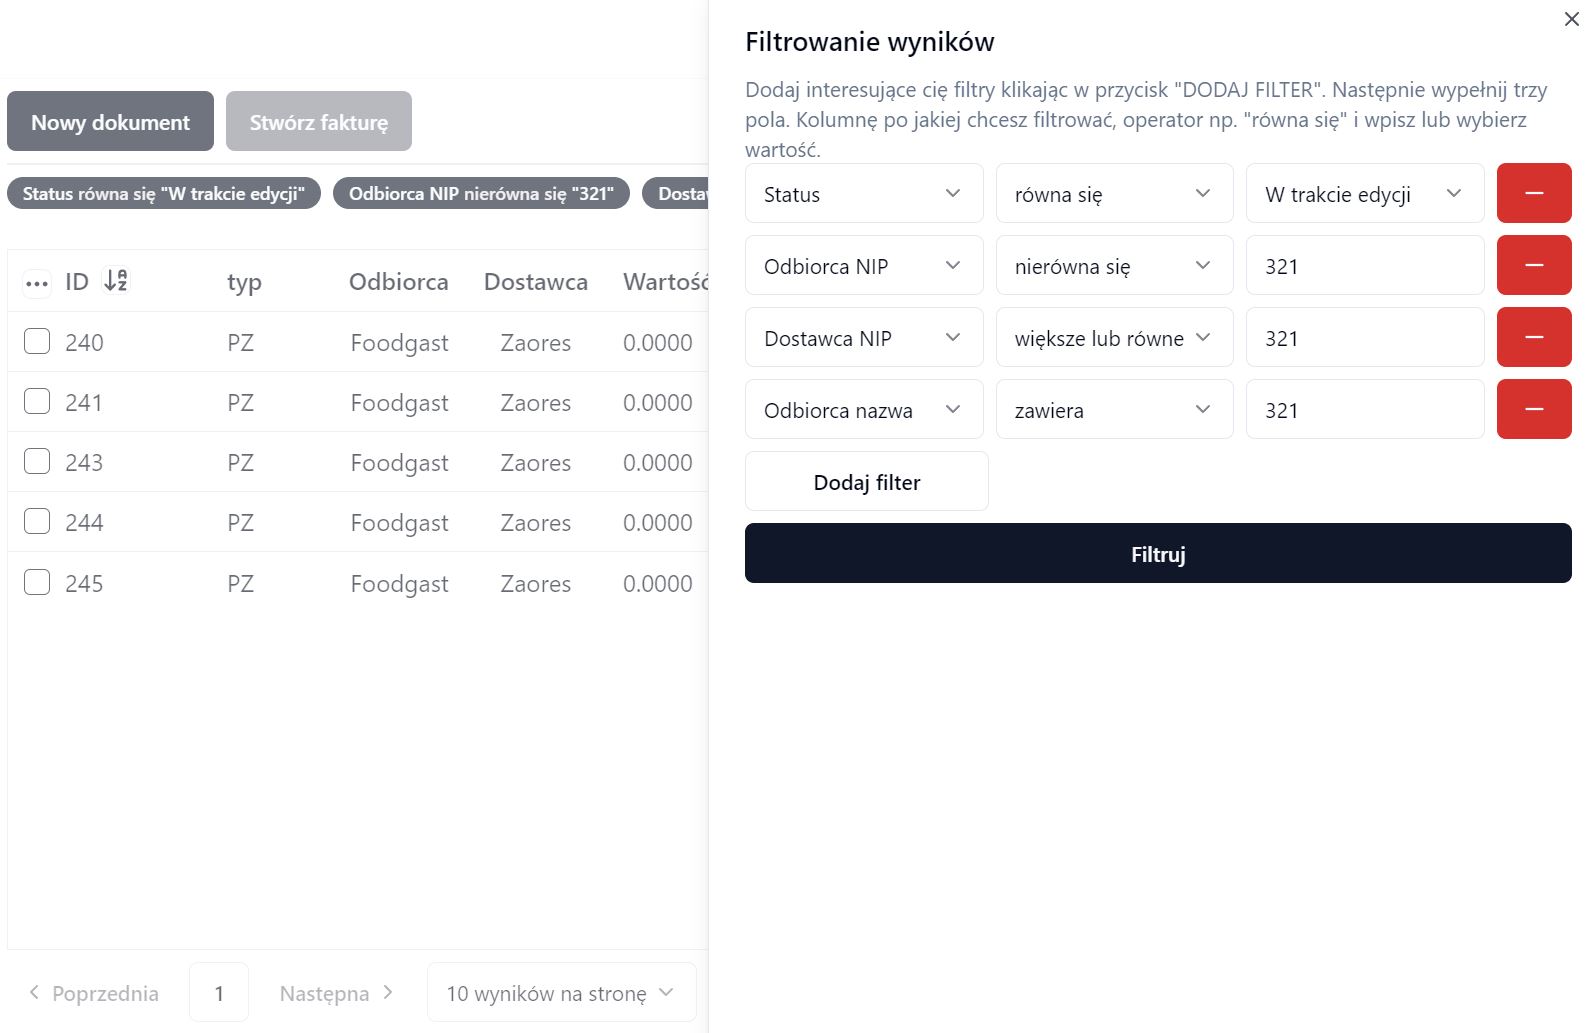 Nowy dokument
Stwórz fakturę
Status równa się "W trakcie edycji"
Odbiorca NIP nierówna się "321"
ID
typ
Odbiorca
Dostawca
240
PZ
Foodgast
Zaores
0.0000
241
PZ
Foodgast
Zaores
0.0000
243
PZ
Foodgast
Zaores
0.0000
244
PZ
Foodgast
Zaores
0.0000
245
PZ
Foodgast
Zaores
0.0000
Poprzednia
1
Następna
10 wyników na stronę
Filtrowanie wyników
Dodaj interesujące cię filtry klikając w przycisk "DODAJ FILTER". Następnie wypełnij trzy
pola. Kolumnę po jakiej chcesz filtrować, operator np. "równa się" i wpisz lub wybierz
wartość.
Status
równa się
W trakcie edycji
Odbiorca NIP
nierówna się
321
Dostawca NIP
większe lub równe
321
Odbiorca nazwa
zawiera
321
Dodaj filter
Filtruj